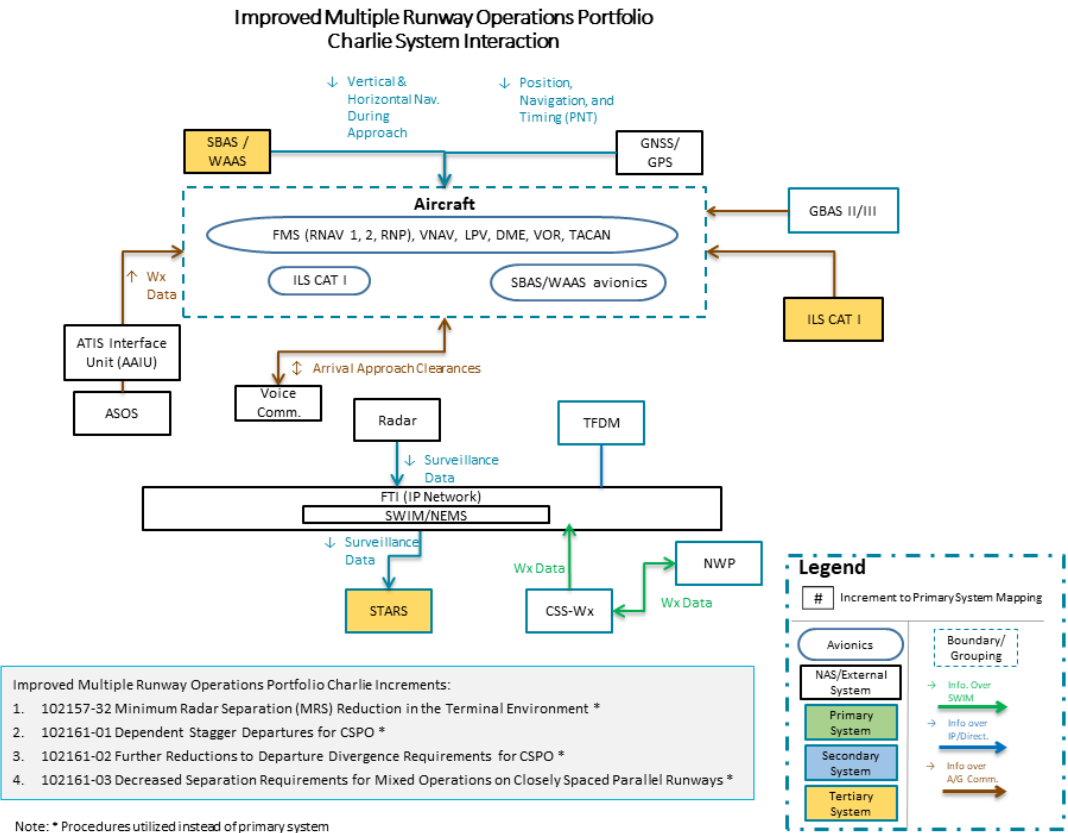 Improved Multiple Runway Operations Portfolio
Charlie System Interaction
↓ Vertical &
Horizontal Nav.
During
Approach
↓ Position,
Navigation, and
Timing (PNT)
SBAS /
WAAS
GNSS/
GPS
Aircraft
FMS (RNAV 1, 2, RNP), VNAV, LPV, DME, VOR, TACAN
ILS CAT I
SBAS/WAAS avionics
GBAS II/III
ILS CAT I
↑ Wx
Data
ATIS Interface
Unit (AAIU)
ASOS
↕ Arrival Approach Clearances
Voice
Comm.
Radar
TFDM
↓ Surveillance
Data
FTI (IP Network)
SWIM/NEMS
↓ Surveillance
Data
STARS
Wx Data
CSS-Wx
NWP
Wx Data
Legend
# Increment to Primary System Mapping
Avionics
NAS/External
System
Primary
System
Secondary
System
Tertiary
System
Boundary/
Grouping
→ Info. Over
SWIM
→ Info over
IP/Direct.
→ Info over
A/G Comm.
Improved Multiple Runway Operations Portfolio Charlie Increments:
1. 102157-32 Minimum Radar Separation (MRS) Reduction in the Terminal Environment *
2. 102161-01 Dependent Stagger Departures for CSPO *
3. 102161-02 Further Reductions to Departure Divergence Requirements for CSPO *
4. 102161-03 Decreased Separation Requirements for Mixed Operations on Closely Spaced Parallel Runways *
Note: * Procedures utilized instead of primary system